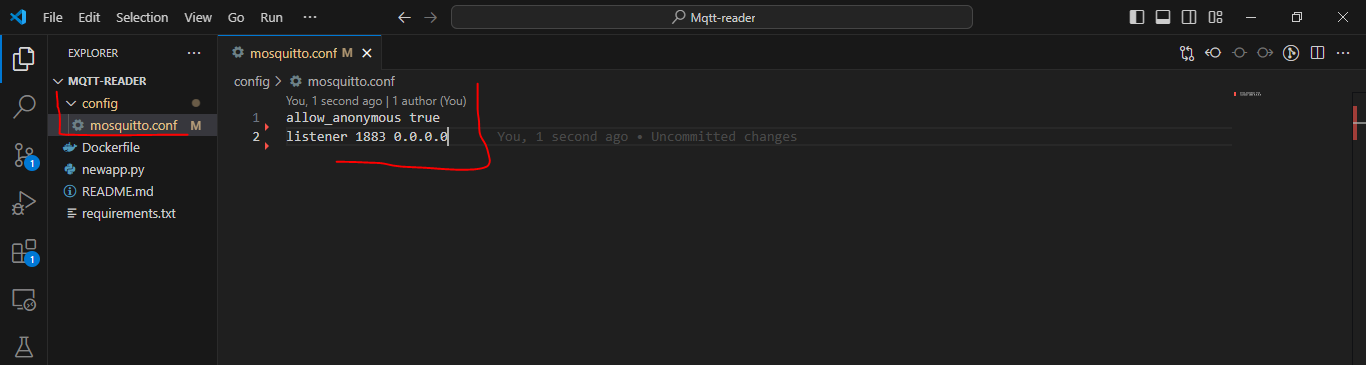 File Edit Selection View Go Run ··· Mqtt-reader
EXPLORER ···
MQTT-READER
config
mosquitto.conf M
Dockerfile
newapp.py
README.md
requirements.txt
1
1
mosquitto.conf M
config > mosquitto.conf
You, 1 second ago | 1 author (You)
1 allow_anonymous true
2 listener 1883 0.0.0.0 You, 1 second ago • Uncommitted changes